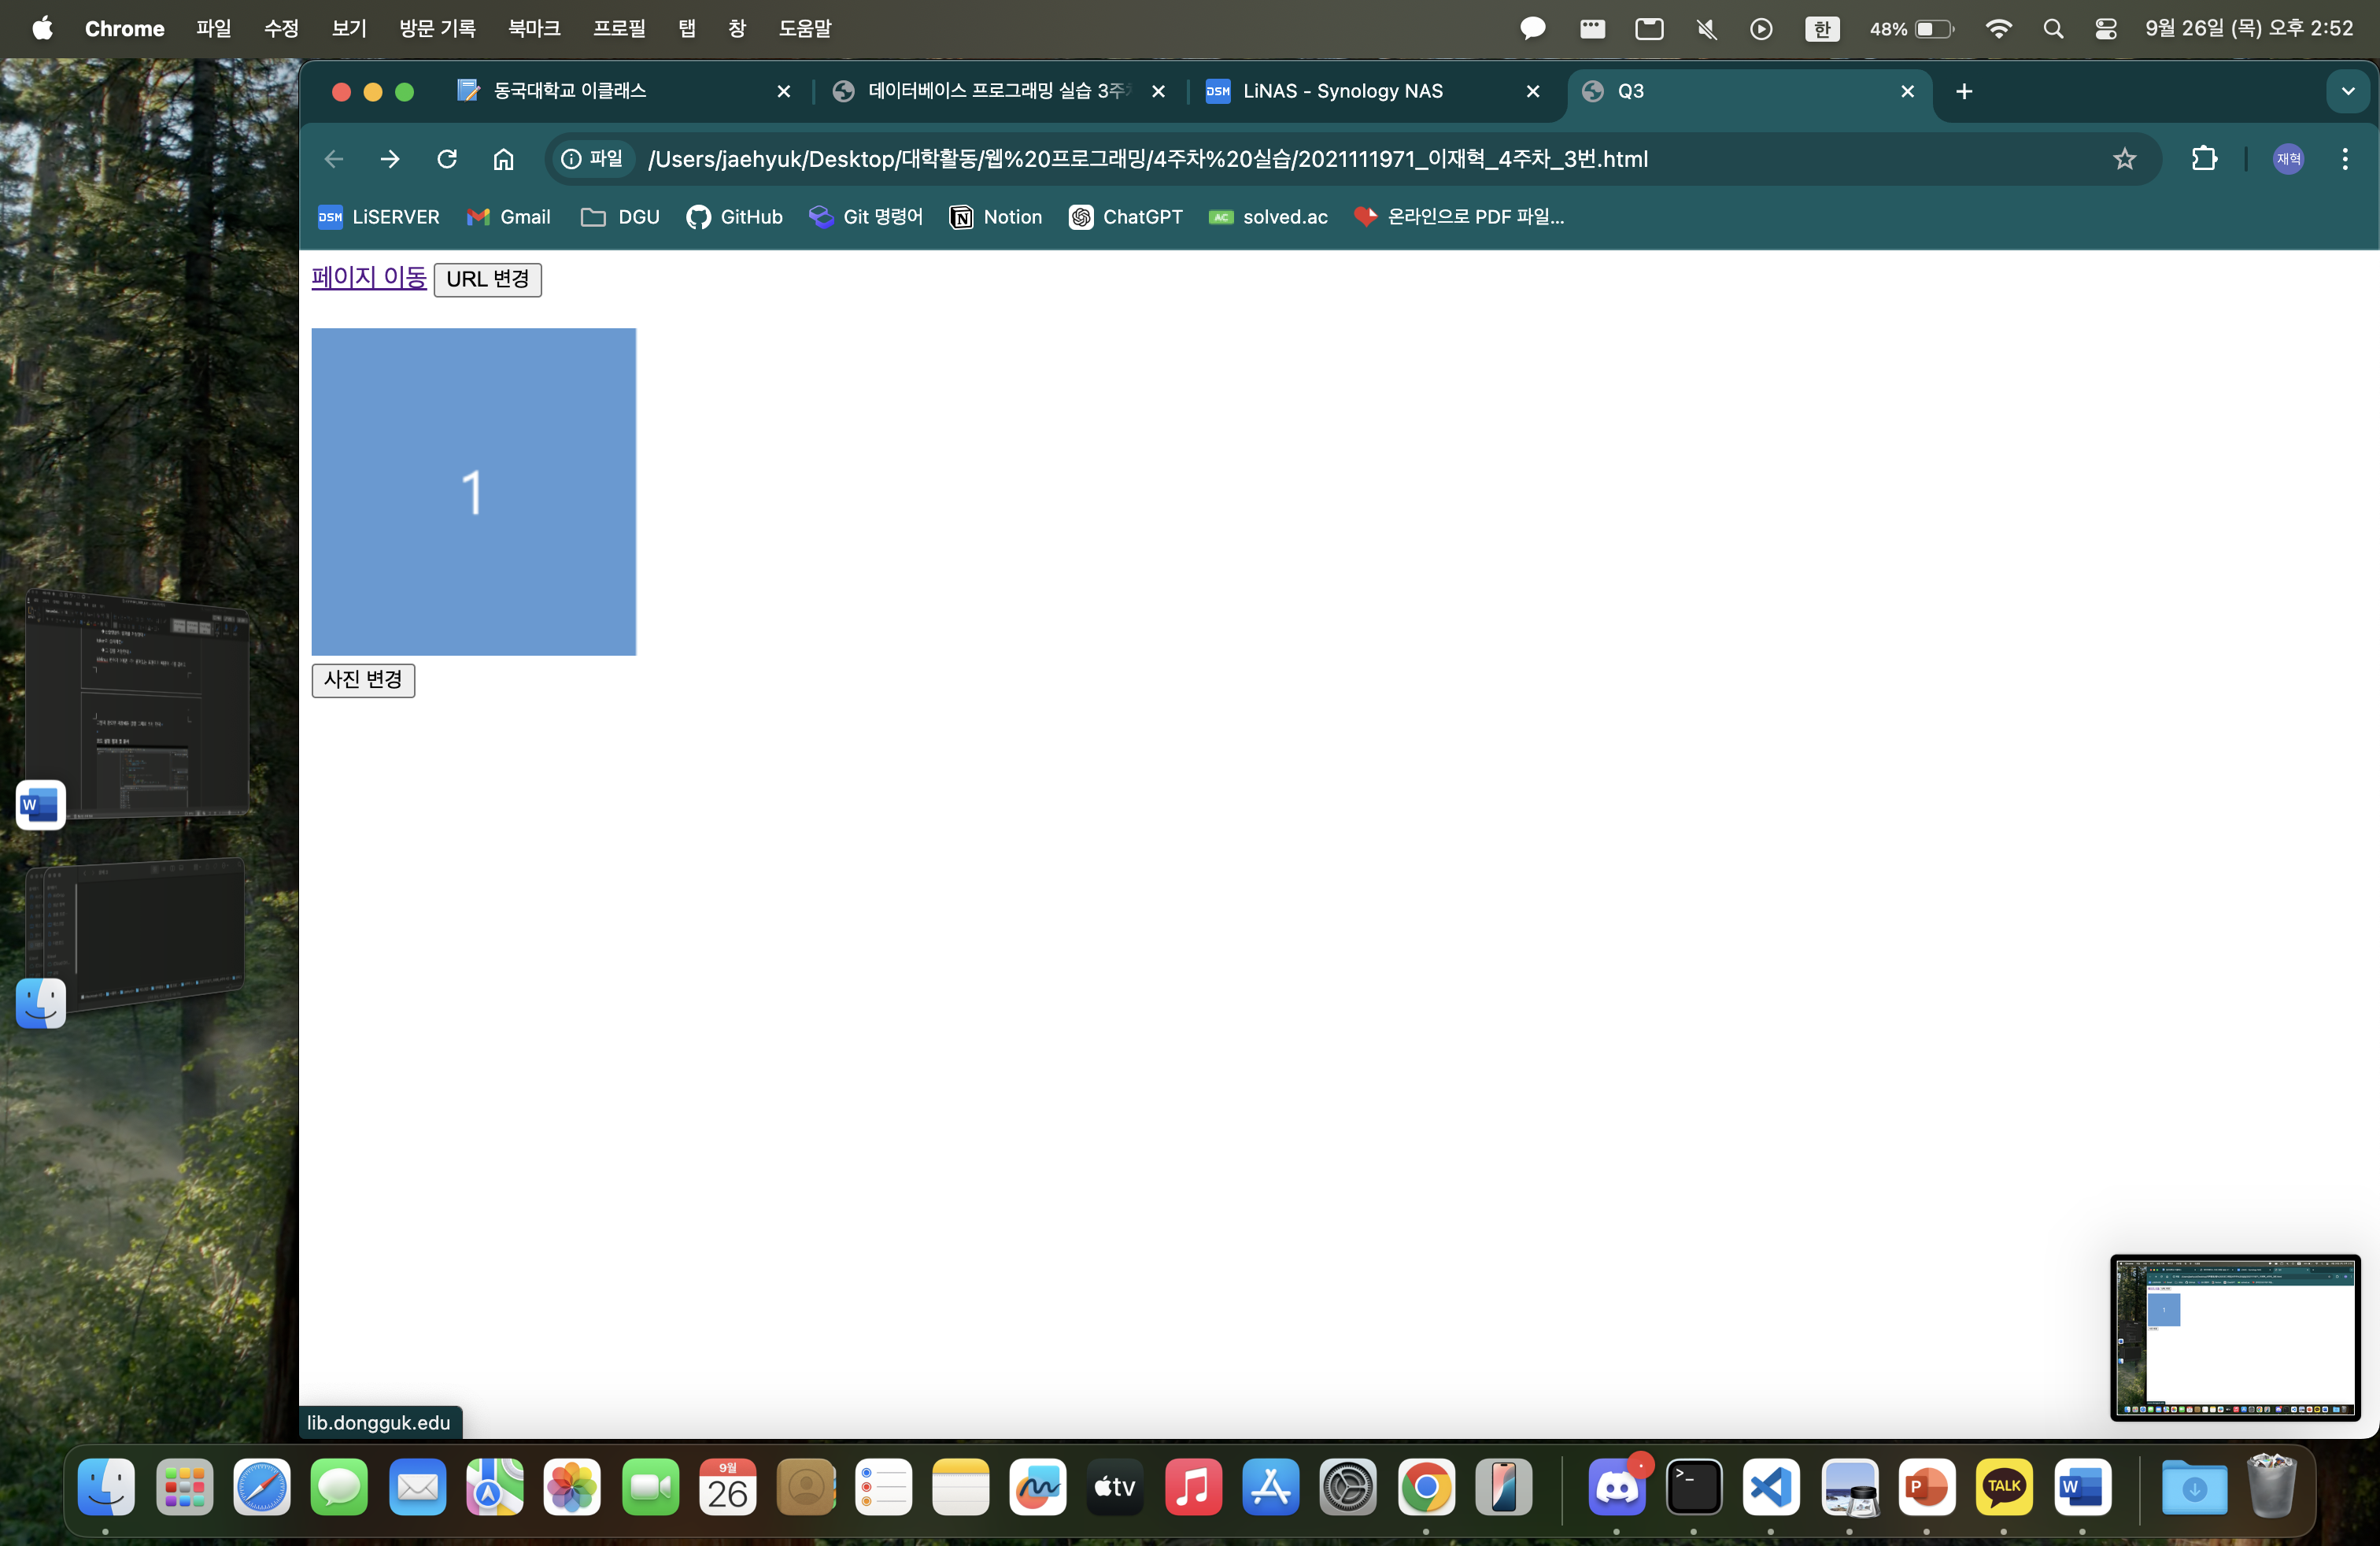 Chrome 파일 수정 보기 방문 기록 북마크 프로필 탭 창 도움말 한 48% 9월 26일 (목) 오후 2:52
동국대학교 이클래스 데이터베이스 프로그래밍 실습 3주 DSM LiNAS - Synology NAS Q3
파일 /Users/jaehyuk/Desktop/대학활동/웹%20프로그래밍/4주차%20실습/2021111971_이재혁_4주차_3번.html 재혁
DSM LiSERVER Gmail DGU GitHub Git 명령어 Notion ChatGPT AC solved.ac 온라인으로 PDF 파일...
페이지 이동 URL 변경
1
사진 변경
W
lib.dongguk.edu
9월
26
tv
>_
P
TALK
W